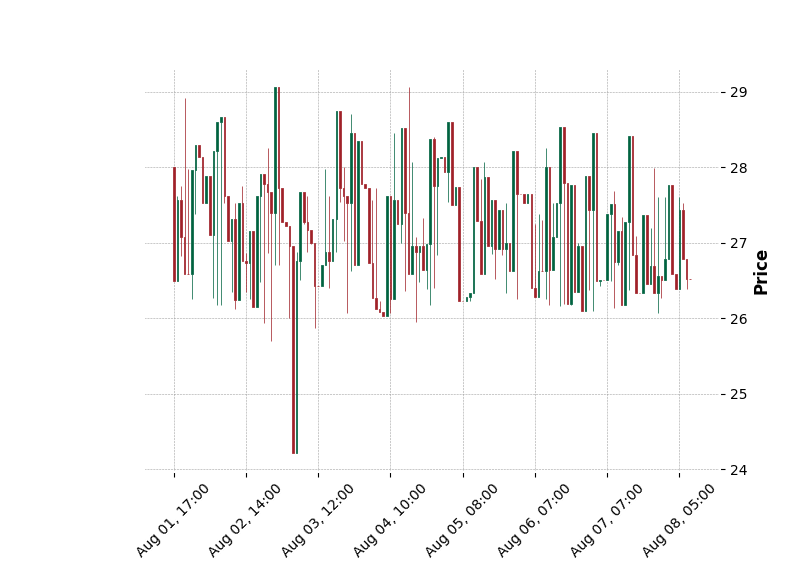 29
28
27
26
25
24
Price
Aug 01, 17:00
Aug 02, 14:00
Aug 03, 12:00
Aug 04, 10:00
Aug 05, 08:00
Aug 06, 07:00
Aug 07, 07:00
Aug 08, 05:00